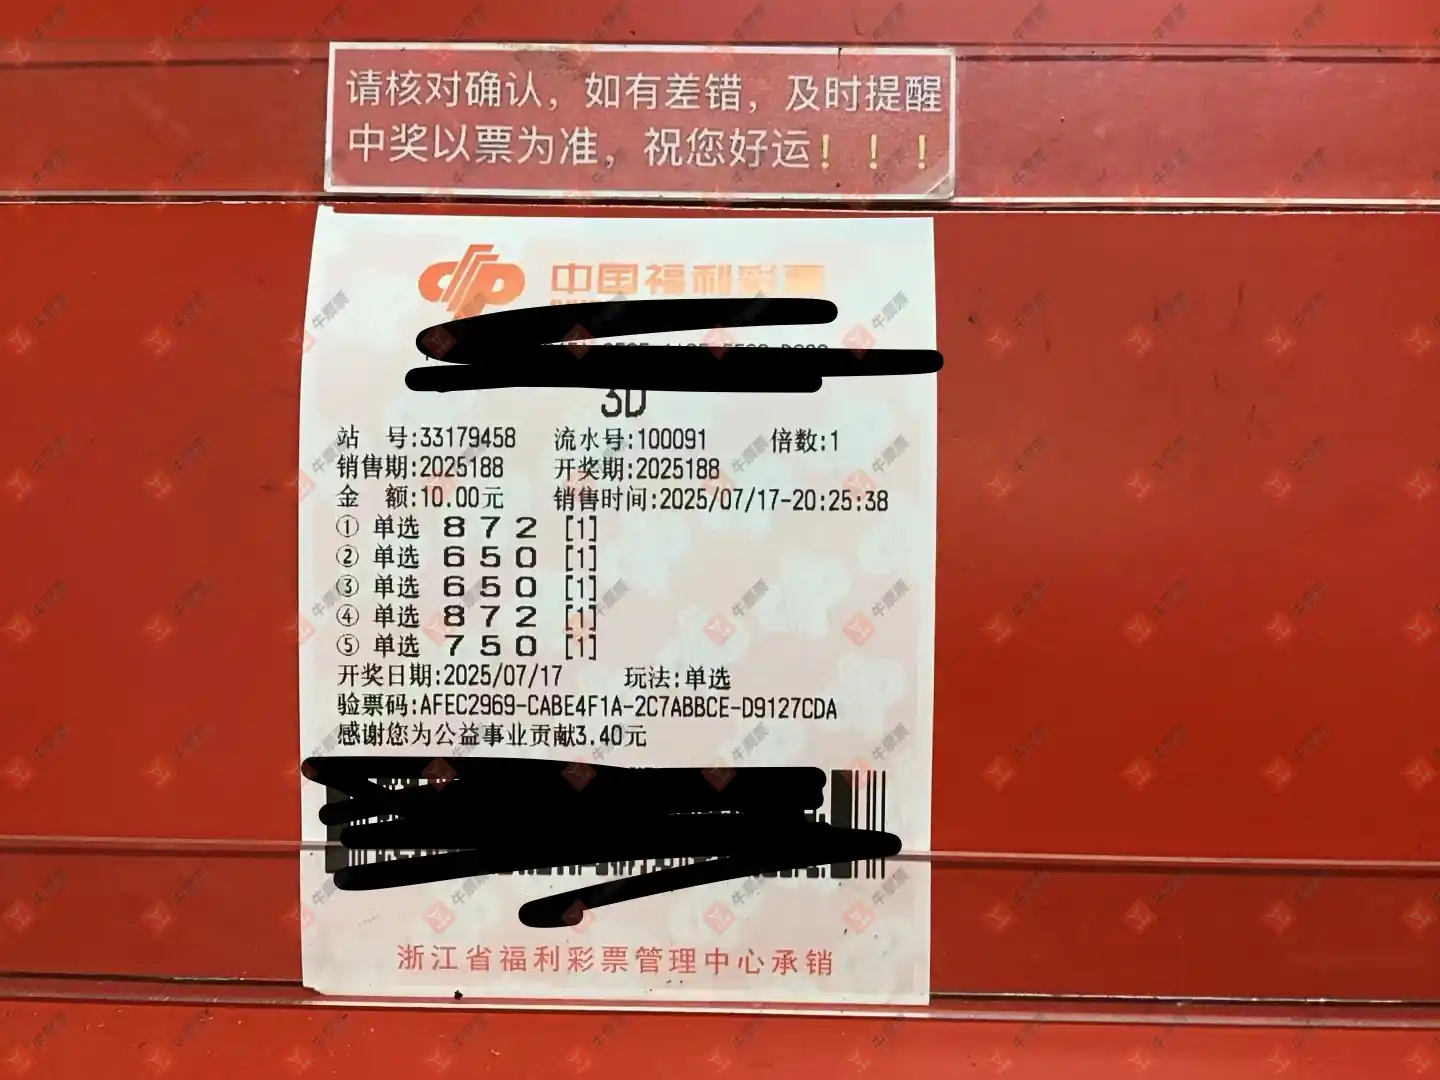 请核对确认，如有差错，及时提醒
中奖以票为准，祝您好运！！！
中国福利彩票
3D
站 号:33179458 流水号:100091 倍数:1
销售期:2025188 开奖期:2025188
金 额:10.00元 销售时间:2025/07/17-20:25:38
① 单选 8 7 2 [1]
② 单选 6 5 0 [1]
③ 单选 6 5 0 [1]
④ 单选 8 7 2 [1]
⑤ 单选 7 5 0 [1]
开奖日期:2025/07/17 玩法:单选
验票码:AFEC2969-CABE4F1A-2C7ABBCE-D9127CDA
感谢您为公益事业贡献3.40元
浙江省福利彩票管理中心承销